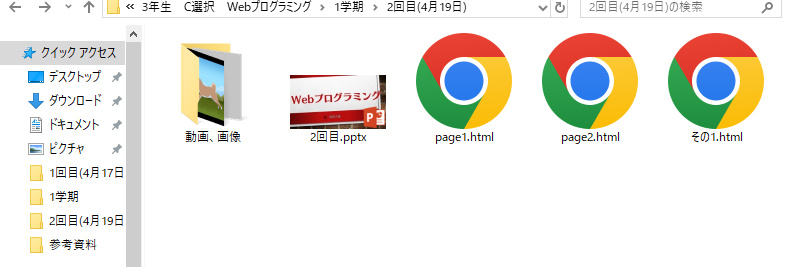 « 3年生 C選択 Webプログラミング › 1学期 › 2回目(4月19日)
2回目(4月19日)の検索
クイック アクセス
デスクトップ
ダウンロード
ドキュメント
ピクチャ
1回目(4月17日
1学期
2回目(4月19日
参考資料
Webプログラミング
動画、画像
2回目.pptx
page1.html
page2.html
その1.html